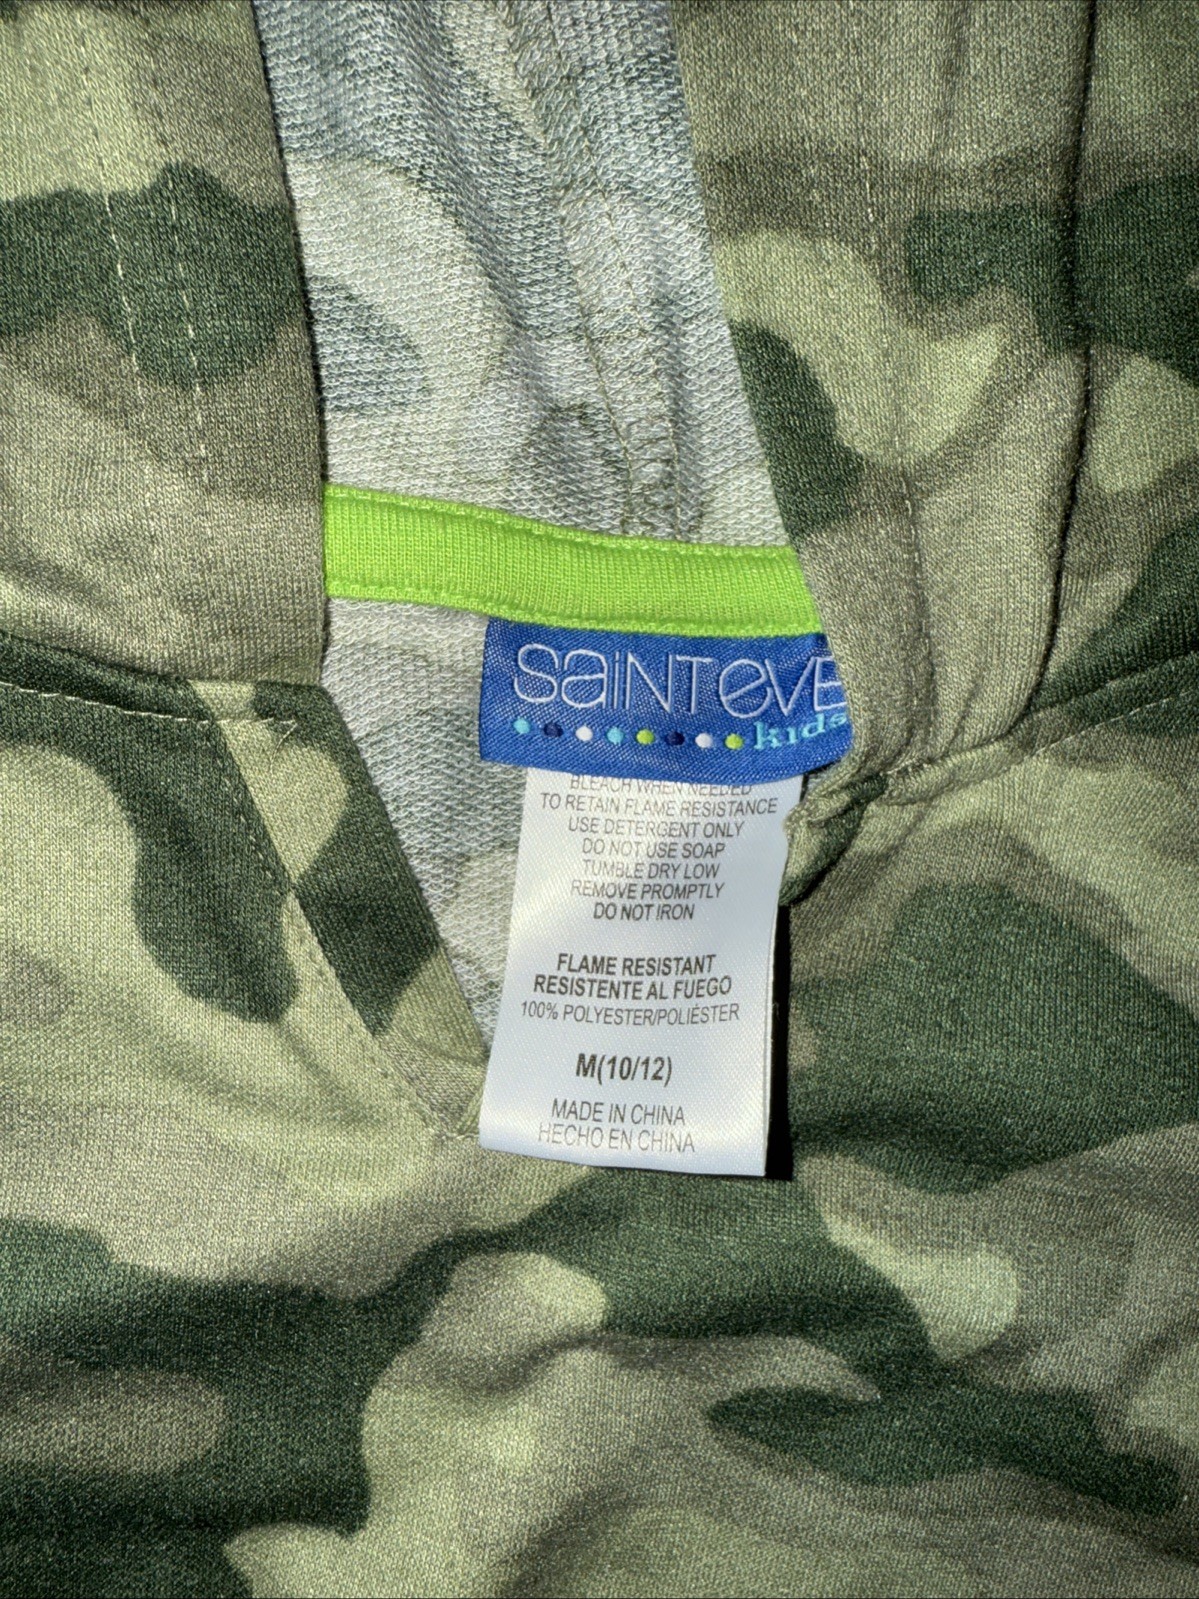 SAINT EVE
kids
BLEACH WHEN NEEDED
TO RETAIN FLAME RESISTANCE
USE DETERGENT ONLY
DO NOT USE SOAP
TUMBLE DRY LOW
REMOVE PROMPTLY
DO NOT IRON
FLAME RESISTANT
RESISTENTE AL FUEGO
100% POLYESTER/POLIÉSTER
M(10/12)
MADE IN CHINA
HECHO EN CHINA